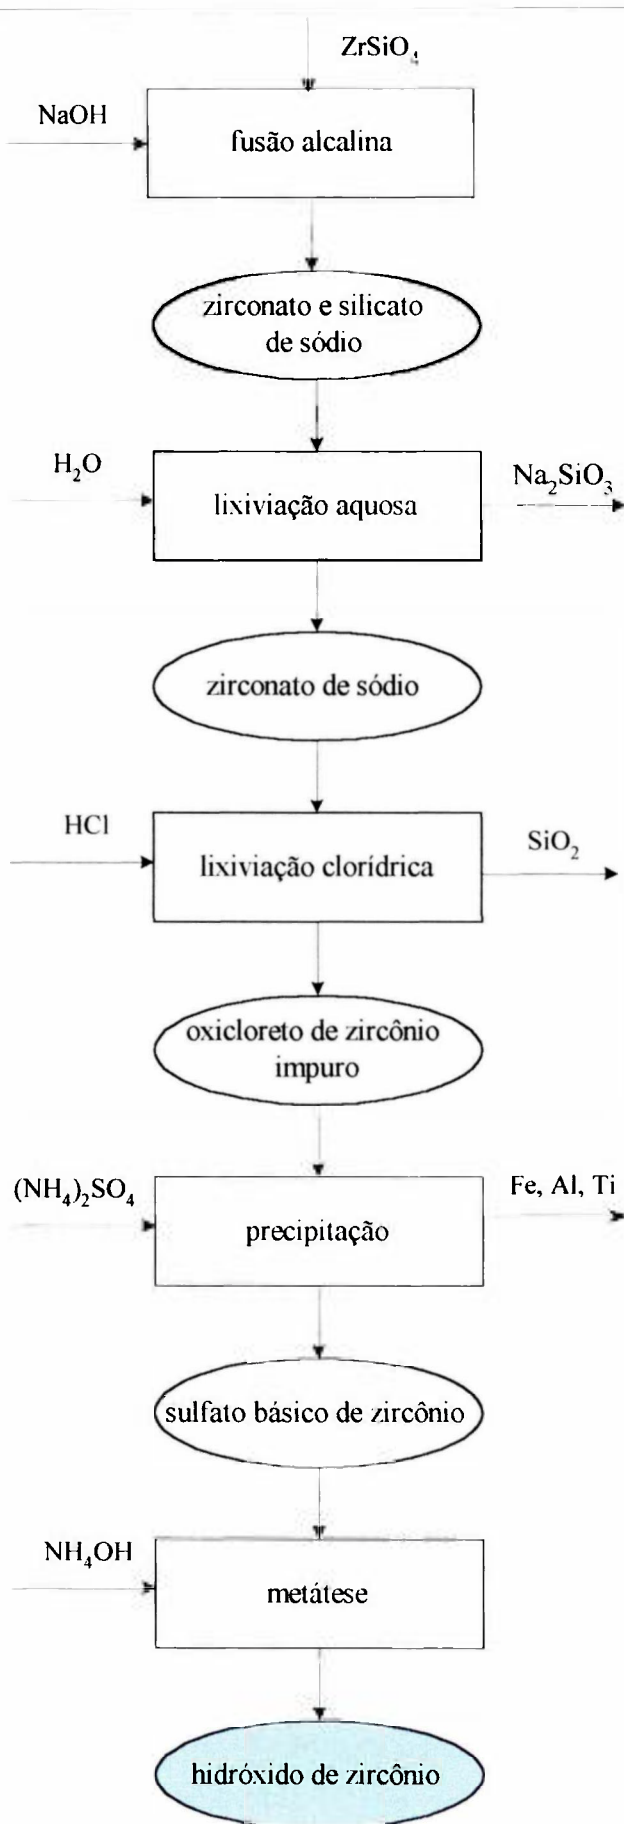 ZrSiO₄
NaOH
fusão alcalina
zirconato e silicato
de sódio
H₂O
lixiviação aquosa
Na₂SiO₃
zirconato de sódio
HCl
lixiviação clorídrica
SiO₂
oxicloreto de zircônio
impuro
(NH₄)₂SO₄
precipitação
Fe, Al, Ti
sulfato básico de zircônio
NH₄OH
metátese
hidróxido de zircônio